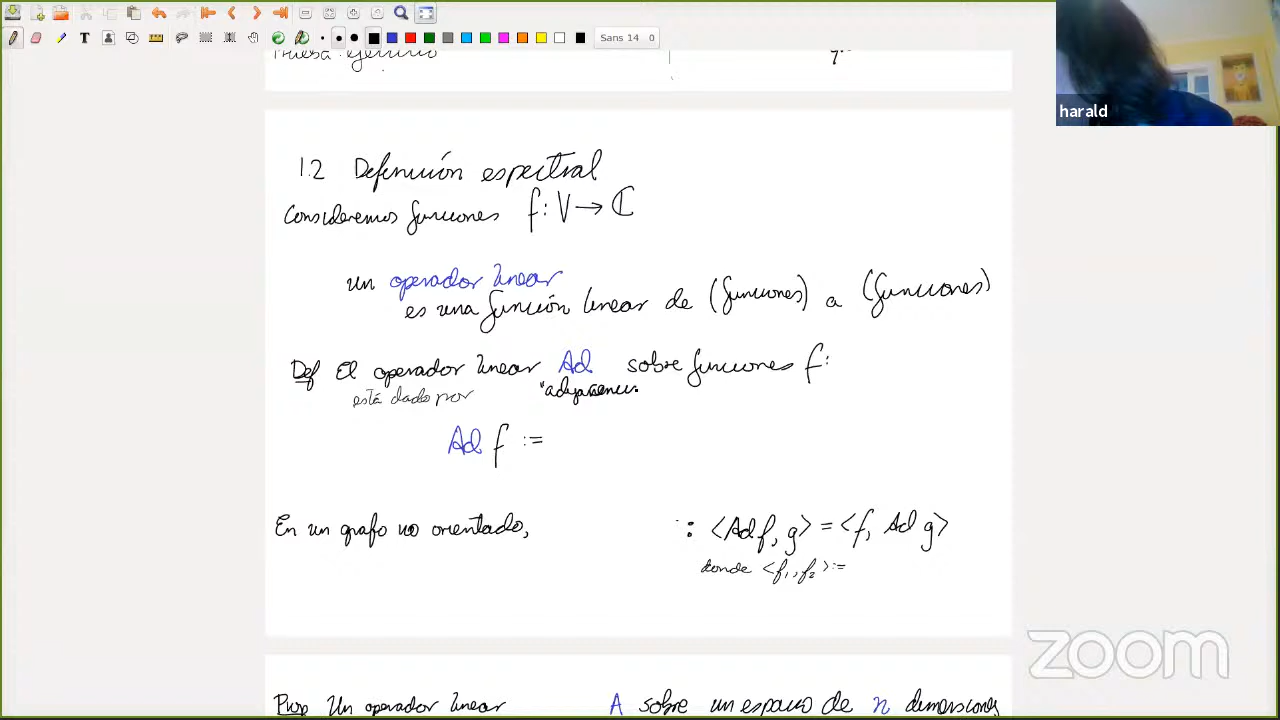 Sans 14 0
harald
Prueba: ejercicio
1.2 Definición espectral
Consideremos funciones f: V → ℂ
un operador linear
es una función linear de (funciones) a (funciones)
Def El operador linear Ad sobre funciones f:
está dado por "adyacencia"
Ad f :=
En un grafo no orientado, : <Ad f, g> = <f, Ad g>
donde <f₁, f₂> :=
zoom
Prop Un operador linear A sobre un espacio de n dimensiones